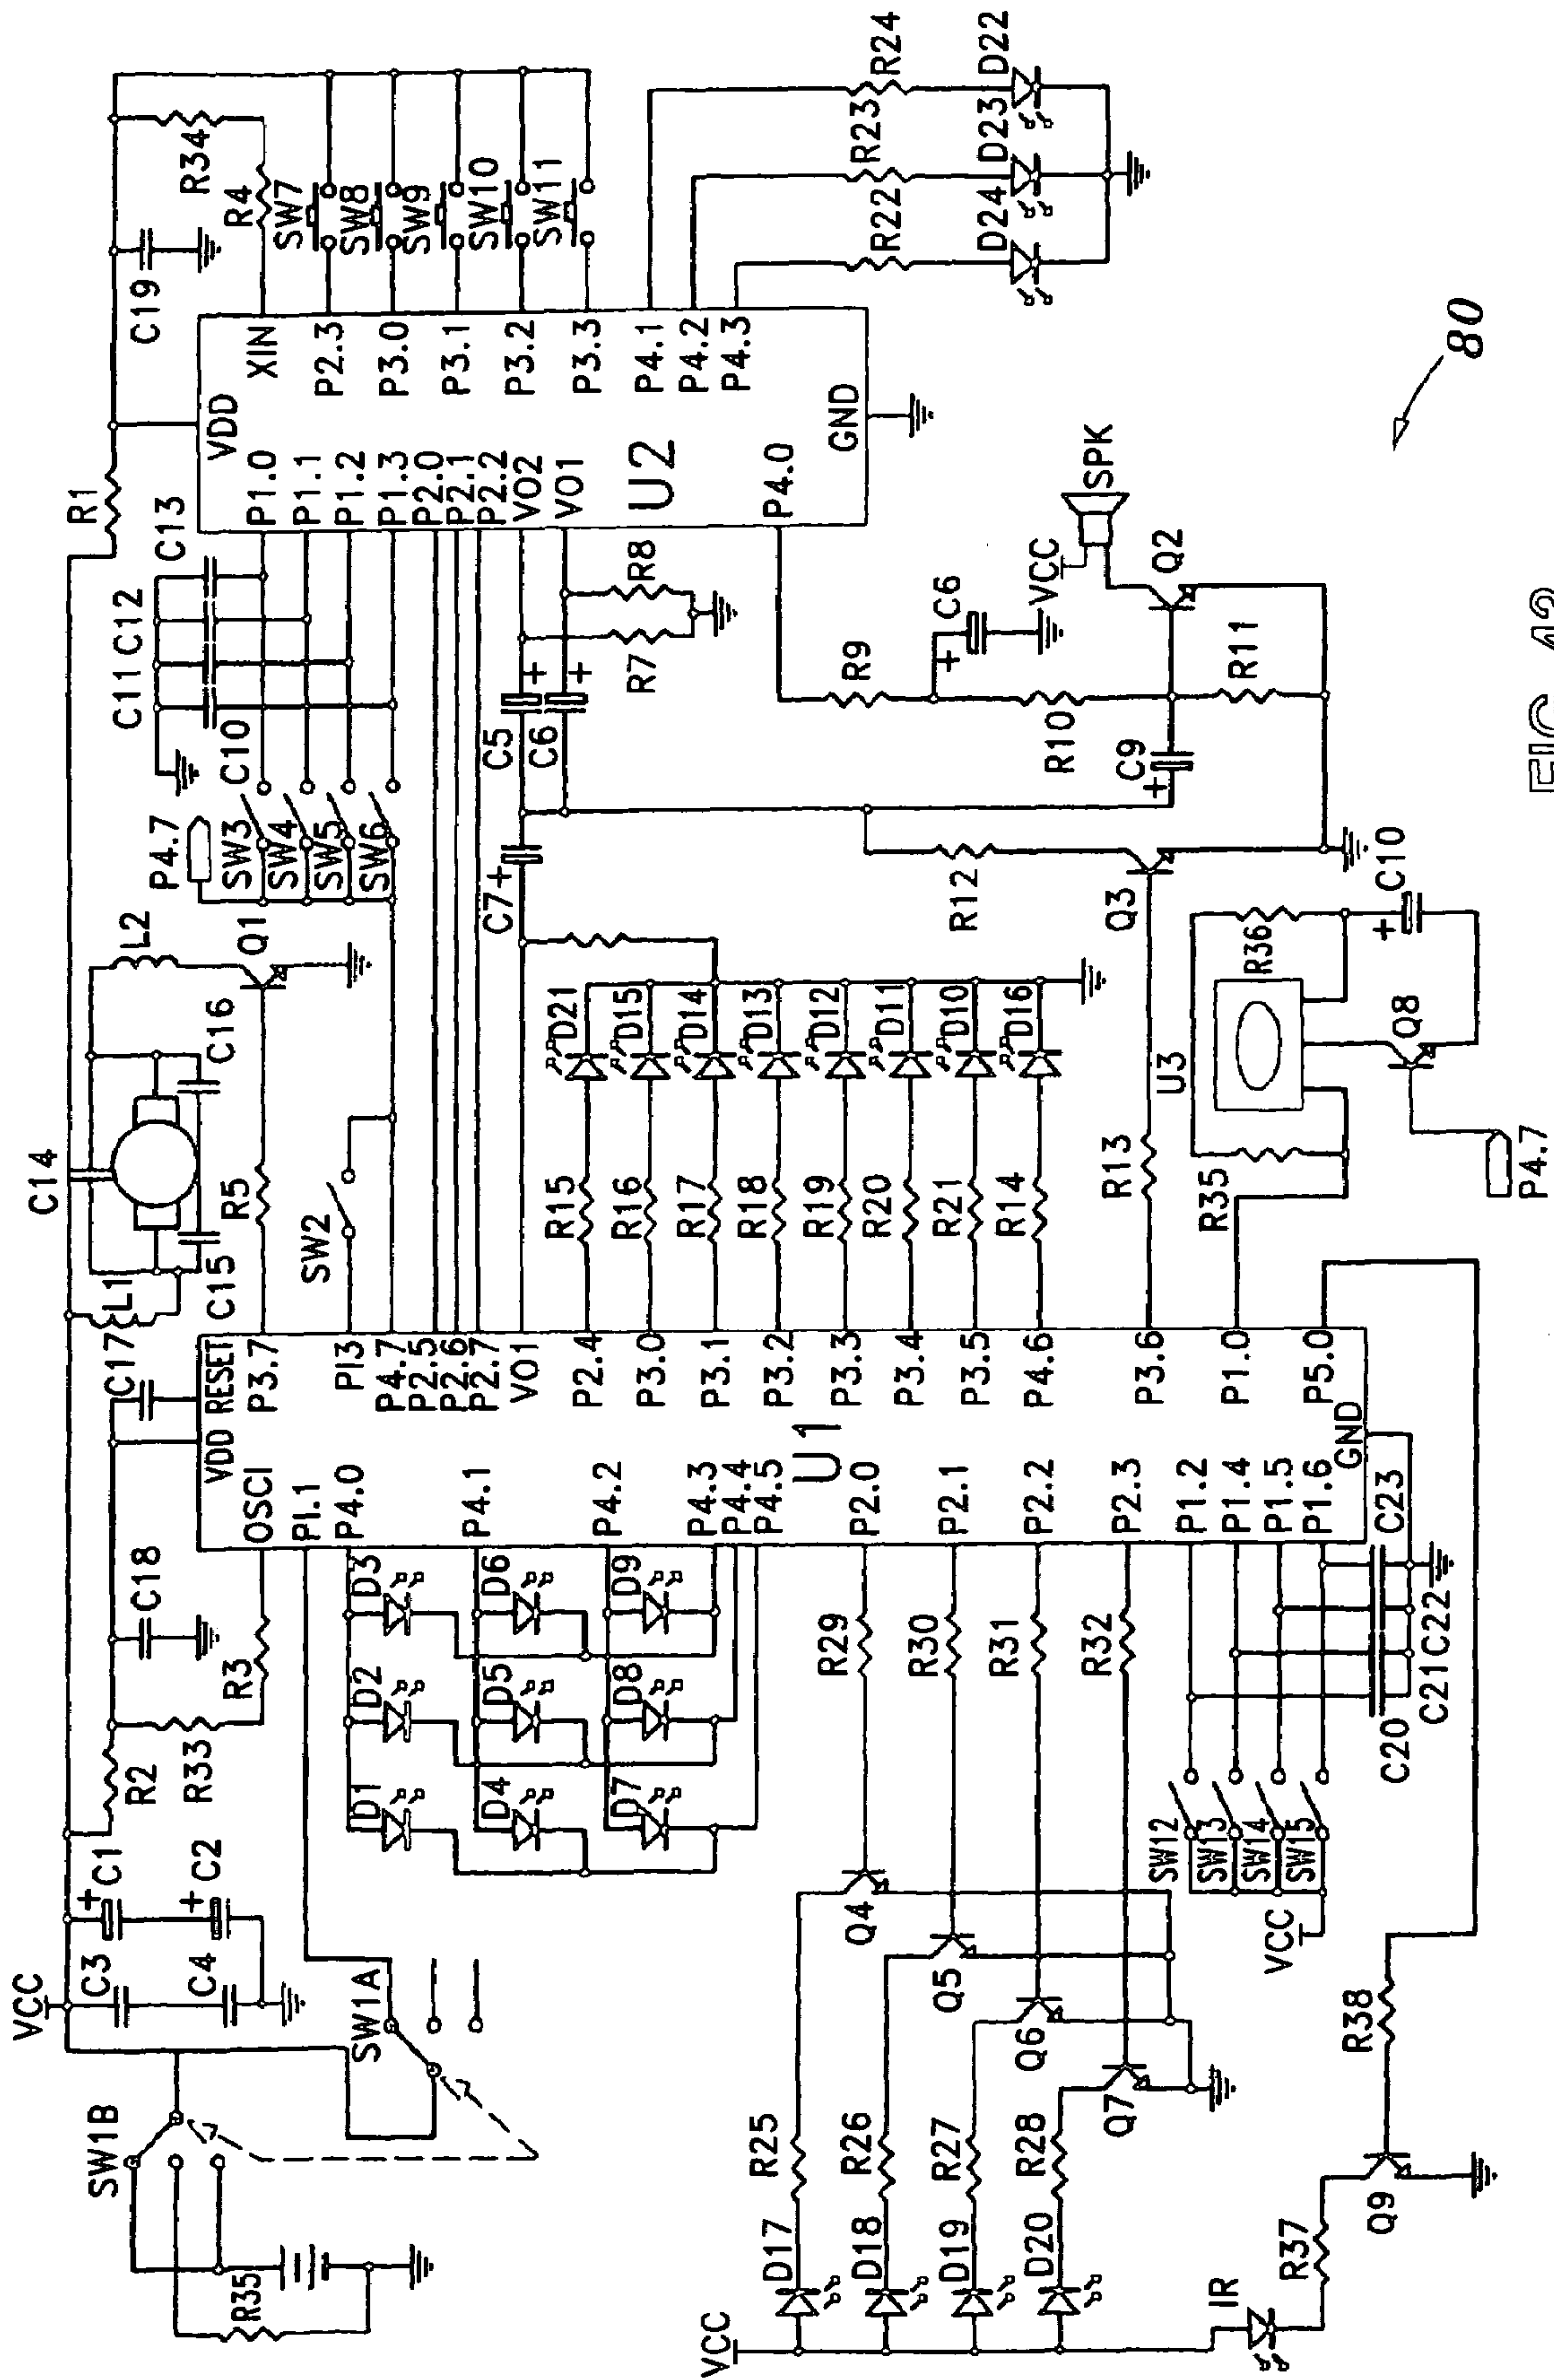 VCC
SW1B
R35
C3
C1
C4
C2
R2
R33
C18
R3
C17
L1
C14
C15
C16
L2
Q1
R5
SW2
P4.7
SW3
SW4
SW5
SW6
C10
C11
C12
C13
R1
C19
R34
R4
SW7
SW8
SW9
SW10
SW11
SW1A
VDD
RESET
OSCI
PI.1
P4.0
P4.1
P4.2
P4.3
P4.4
P4.5
P2.0
P2.1
P2.2
P2.3
P1.2
P1.4
P1.5
P1.6
GND
U1
P3.7
PI3
P4.7
P2.5
P2.6
P2.7
VO1
P2.4
P3.0
P3.1
P3.2
P3.3
P3.4
P3.5
P4.6
P3.6
P1.0
P5.0
D1
D2
D3
D4
D5
D6
D7
D8
D9
VDD
P1.0
P1.1
P1.2
P1.3
P2.0
P2.1
P2.2
VO2
VO1
U2
P4.0
GND
XIN
P2.3
P3.0
P3.1
P3.2
P3.3
P4.1
P4.2
P4.3
C7
+
C5
+
C6
+
R7
R8
R15
R16
R17
R18
R19
R20
R21
R14
D21
D15
D14
D13
D12
D11
D10
D16
R22
R23
R24
D24
D23
D22
R9
C6
+
VCC
SPK
R10
C9
+
Q2
R11
R12
Q3
R13
U3
R35
R36
C10
+
Q8
P4.7
R29
R30
R31
R32
Q4
Q5
Q6
Q7
R25
R26
R27
R28
D17
D18
D19
D20
VCC
SW12
SW13
SW14
SW15
VCC
C20
C21
C22
C23
IR
R37
Q9
R38
80